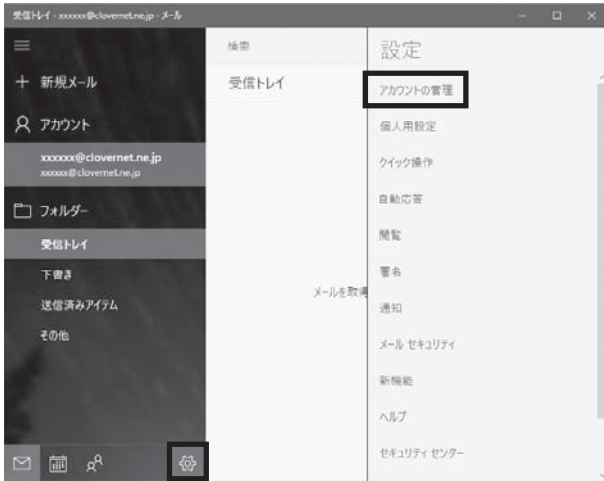 受信トレイ - xxxxxx@clovernet.ne.jp - メール
新規メール
アカウント
xxxxxx@clovernet.ne.jp
xxxxxx@clovernet.ne.jp
フォルダー
受信トレイ
下書き
送信済みアイテム
その他
検索
受信トレイ
メールを取得
設定
アカウントの管理
個人用設定
クイック操作
自動応答
閲覧
署名
通知
メール セキュリティ
新機能
ヘルプ
セキュリティ センター